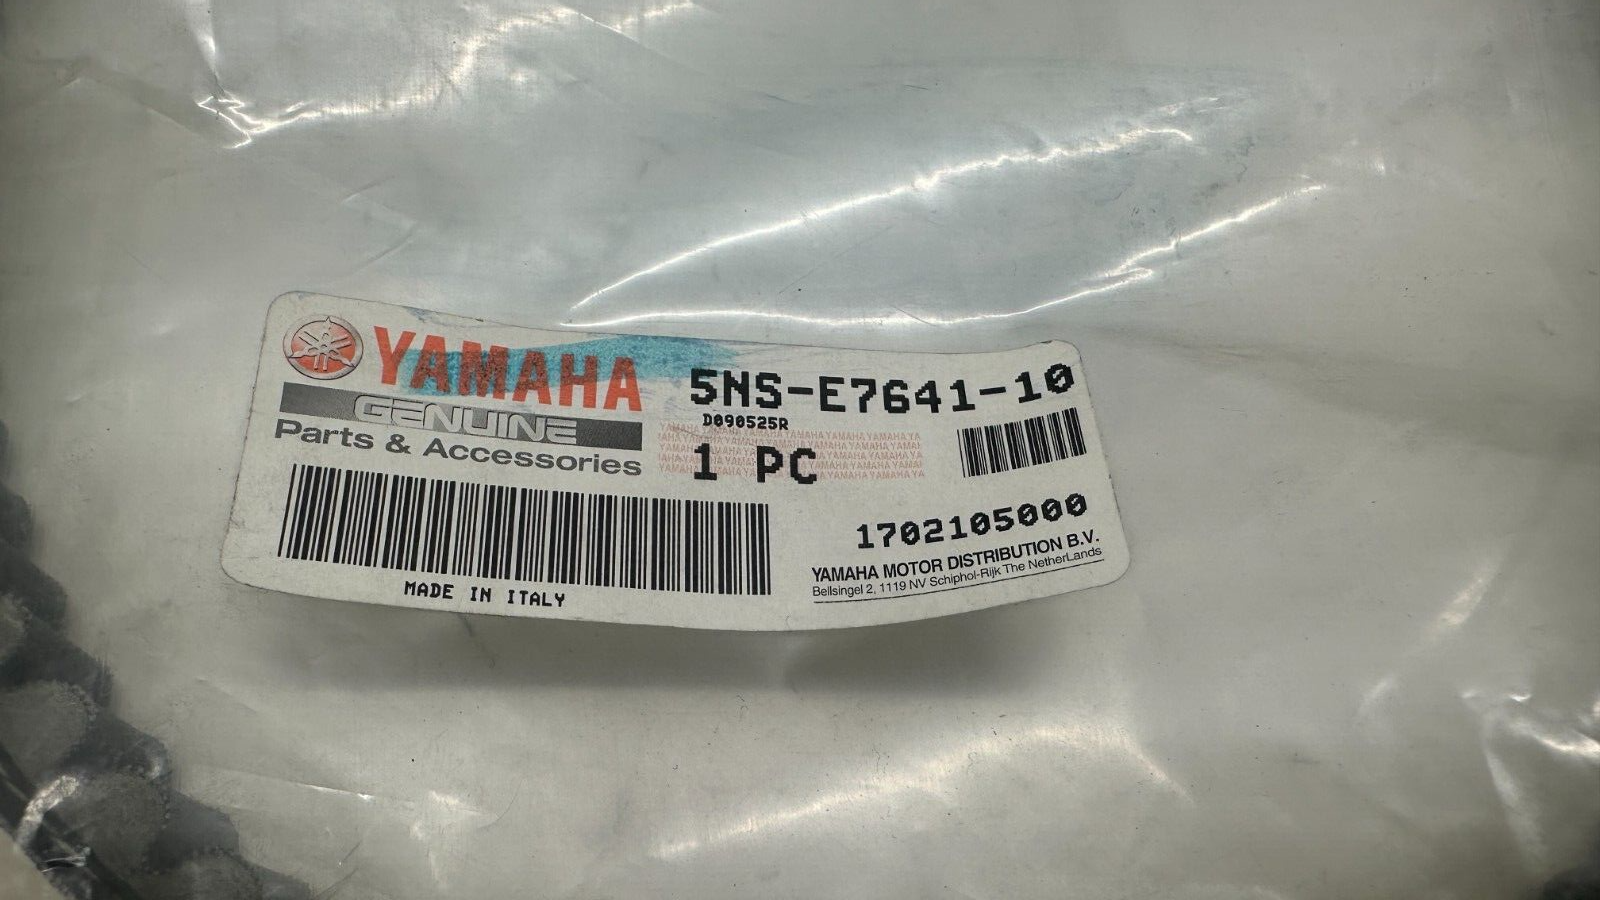 YAMAHA
GENUINE
Parts & Accessories
5NS-E7641-10
D090525R
1 PC
1702105000
YAMAHA MOTOR DISTRIBUTION B.V.
Bellsingel 2, 1119 NV Schiphol-Rijk The NetherLands
MADE IN ITALY